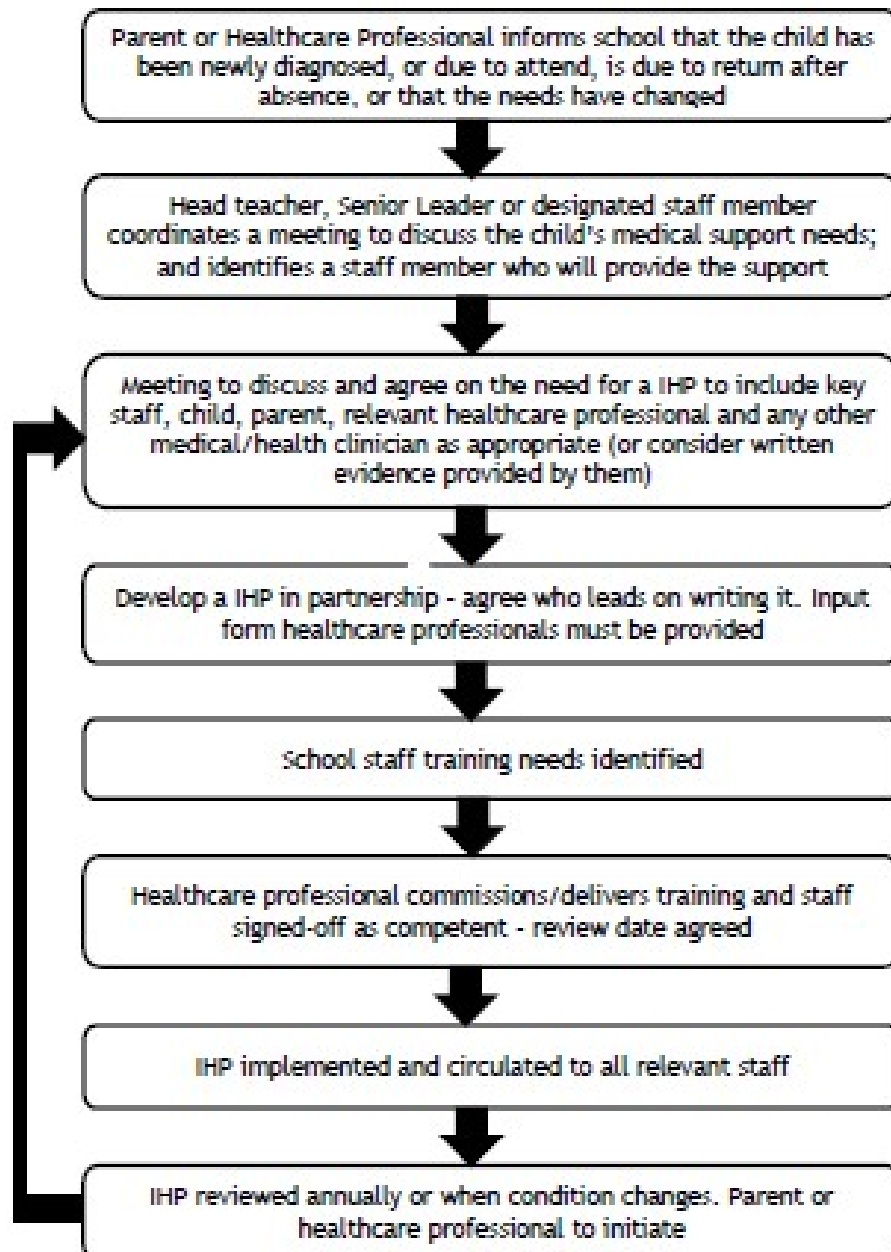 Parent or Healthcare Professional informs school that the child has
been newly diagnosed, or due to attend, is due to return after
absence, or that the needs have changed
Head teacher, Senior Leader or designated staff member
coordinates a meeting to discuss the child's medical support needs;
and identifies a staff member who will provide the support
Meeting to discuss and agree on the need for a IHP to include key
staff, child, parent, relevant healthcare professional and any other
medical/health clinician as appropriate (or consider written
evidence provided by them)
Develop a IHP in partnership - agree who leads on writing it. Input
form healthcare professionals must be provided
School staff training needs identified
Healthcare professional commissions/delivers training and staff
signed-off as competent - review date agreed
IHP implemented and circulated to all relevant staff
IHP reviewed annually or when condition changes. Parent or
healthcare professional to initiate